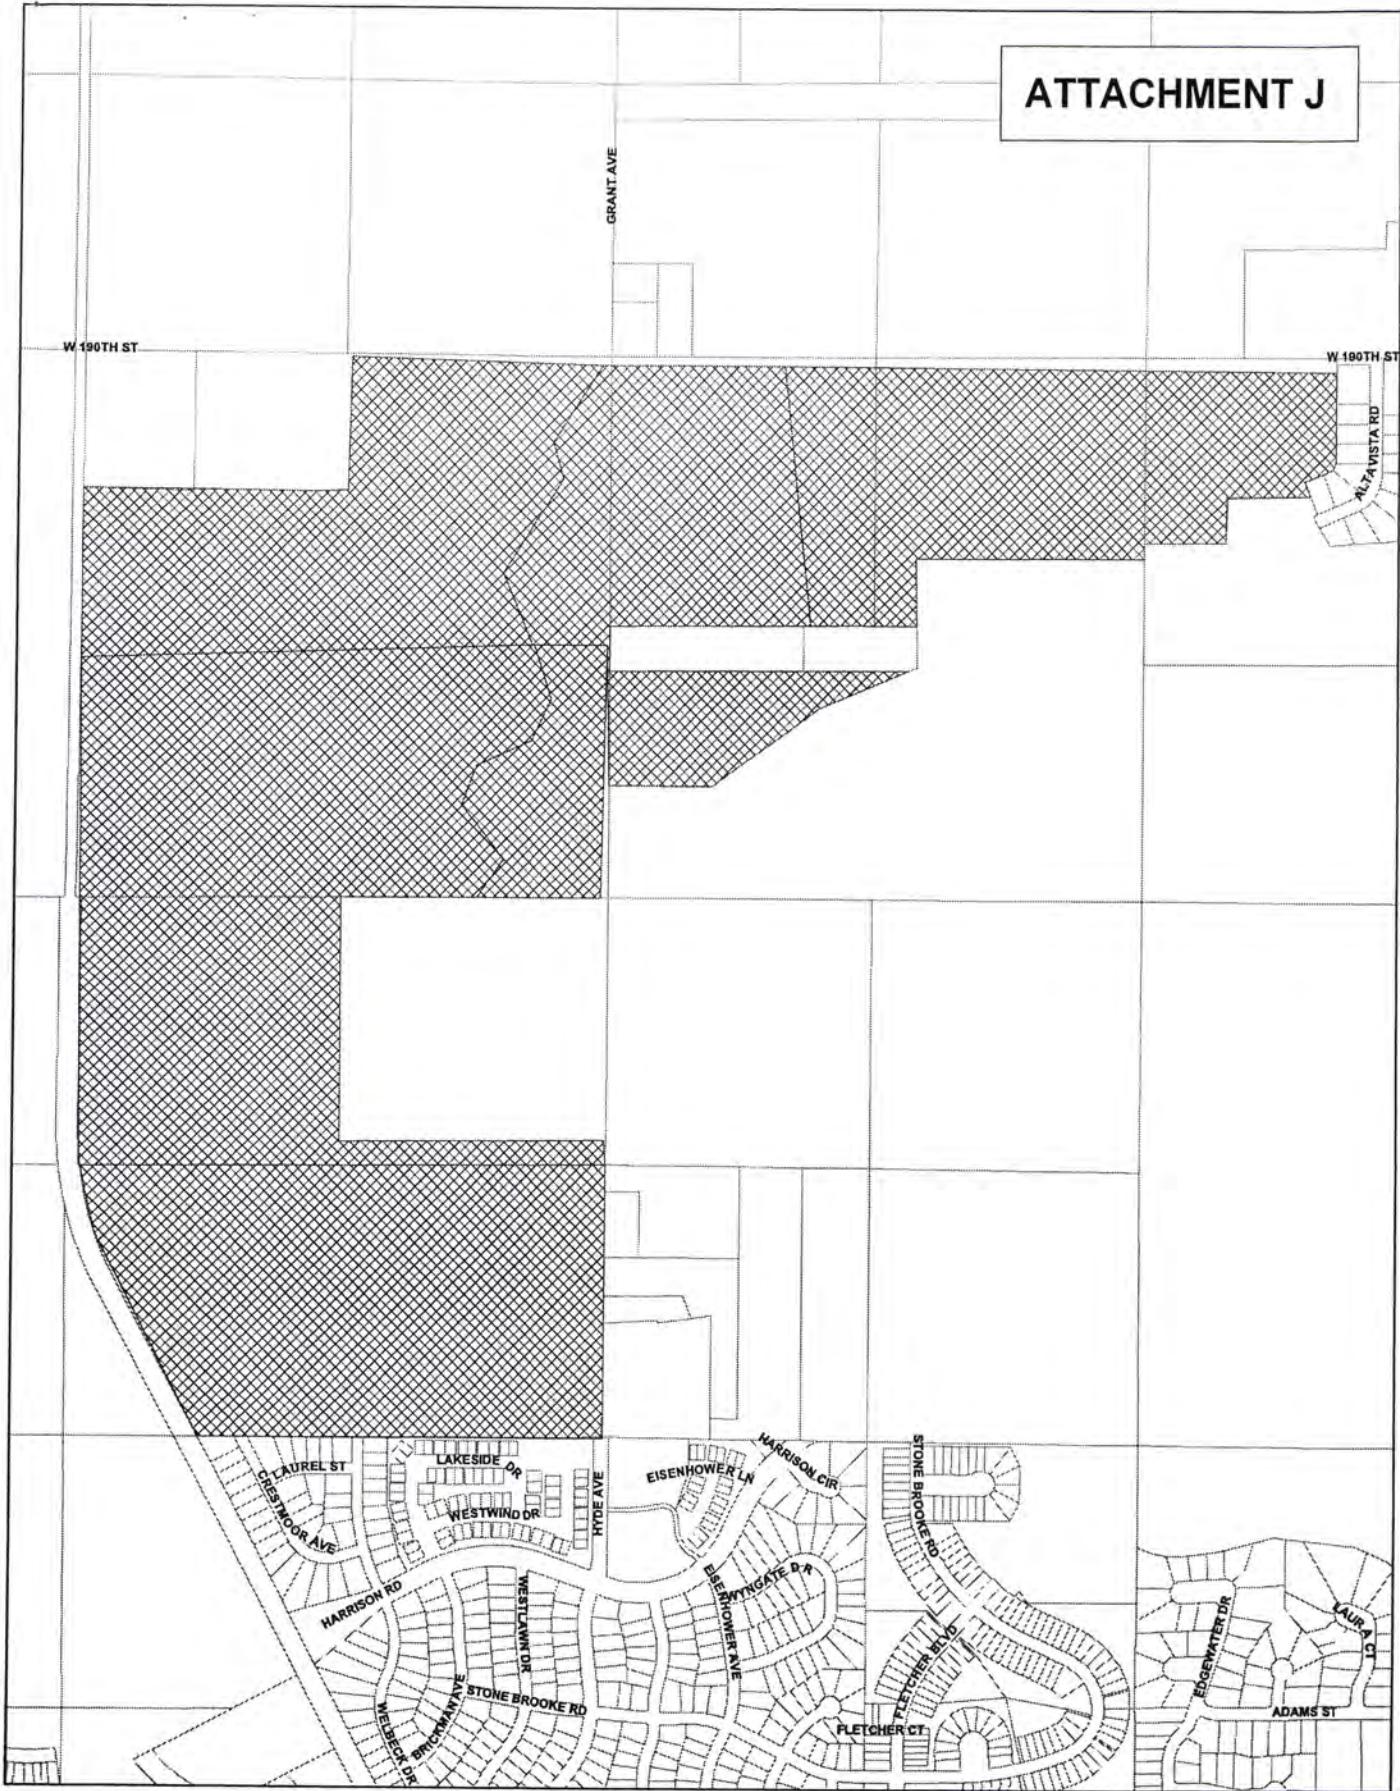 ATTACHMENT J
GRANT AVE
W 190TH ST
W 190TH ST
ALTA VISTA RD
LAUREL ST
LAKESIDE DR
CRESTMOOR AVE
WESTWIND DR
HYDE AVE
EISENHOWER LN
HARRISON CIR
STONE BROOKE RD
HARRISON RD
WESTLAWN DR
EISENHOWER AVE
WYNGATE DR
FLETCHER BLVD
EDGEWATER DR
LAURA CT
WELBECK DR
BRICKMAN AVE
STONE BROOKE RD
FLETCHER CT
ADAMS ST